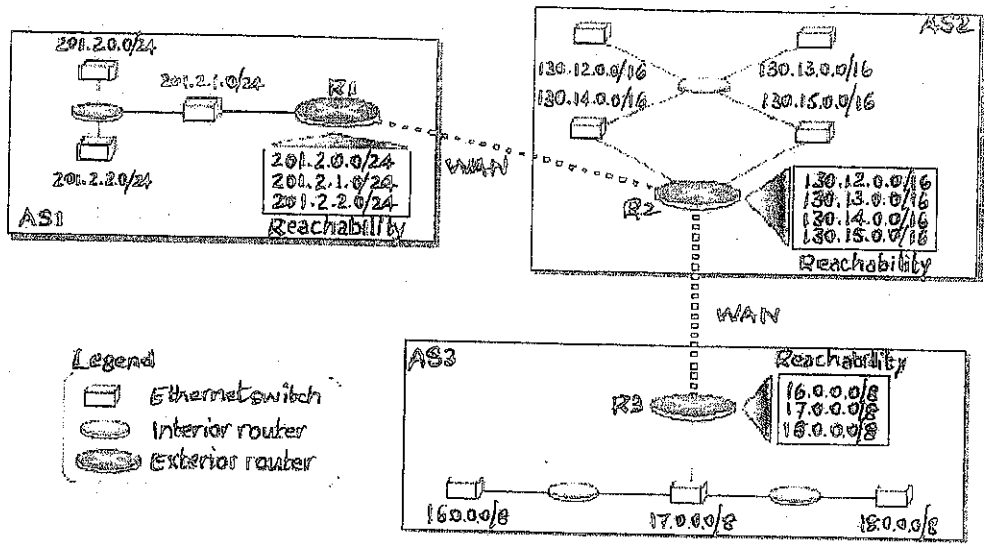 201.2.0.0/24
201.2.1.0/24
R1
201.2.2.0/24
201.2.0.0/24
201.2.1.0/24
201.2.2.0/24
Reachability
AS1
WAN
AS2
130.12.0.0/16
130.13.0.0/16
130.14.0.0/16
130.15.0.0/16
R2
130.12.0.0/16
130.13.0.0/16
130.14.0.0/16
130.15.0.0/16
Reachability
WAN
AS3
Reachability
R3
16.0.0.0/8
17.0.0.0/8
18.0.0.0/8
16.0.0.0/8
17.0.0.0/8
18.0.0.0/8
Legend
Ethernet switch
Interior router
Exterior router